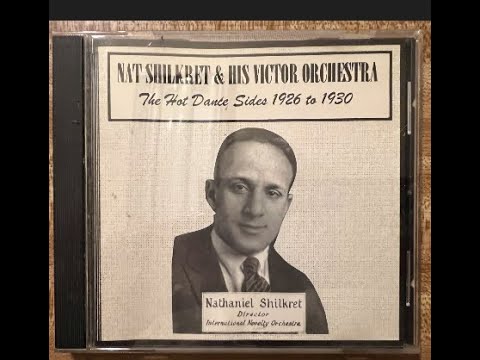 NAT SHILKRET & HIS VICTOR ORCHESTRA
The Hot Dance Sides 1926 to 1930
Nathaniel Shilkret
Director
International Novelty Orchestra